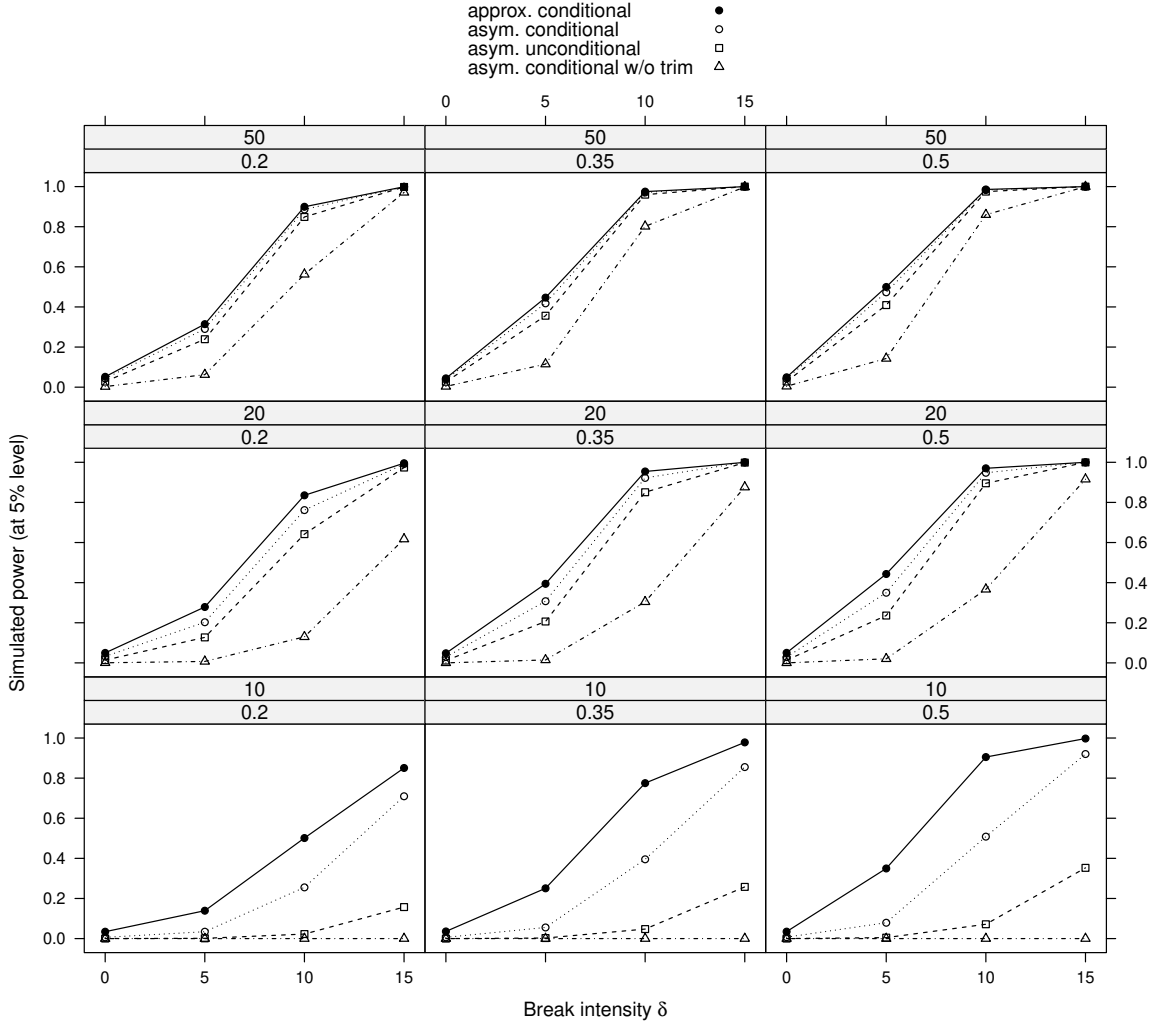 approx. conditional
asym. conditional
asym. unconditional
asym. conditional w/o trim
0 5 10 15
50 50 50
0.2 0.35 0.5
1.0
0.8
0.6
0.4
0.2
0.0
20 20 20
0.2 0.35 0.5
1.0
0.8
0.6
0.4
0.2
0.0
10 10 10
0.2 0.35 0.5
1.0
0.8
0.6
0.4
0.2
0.0
0 5 10 15 0 5 10 15
Simulated power (at 5% level)
Break intensity δ